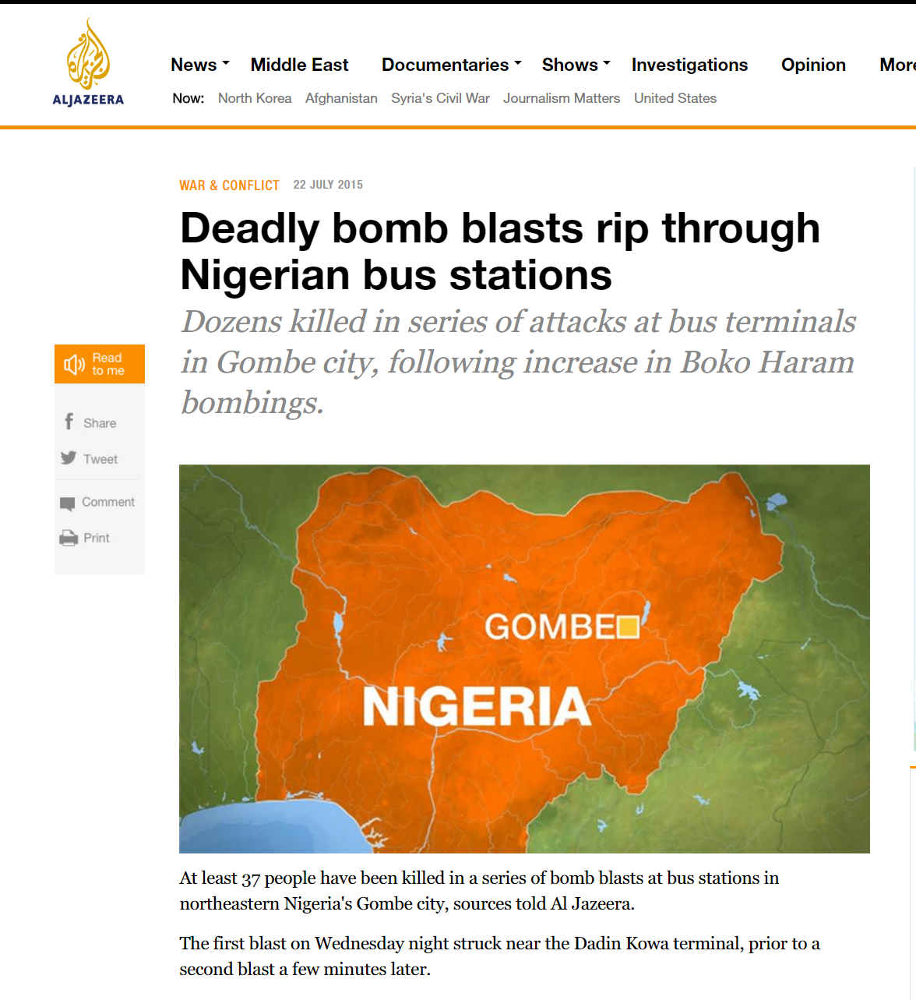 ALJAZEERA
News
Middle East
Documentaries
Shows
Investigations
Opinion
Now: North Korea Afghanistan Syria's Civil War Journalism Matters United States
WAR & CONFLICT 22 JULY 2015
Deadly bomb blasts rip through
Nigerian bus stations
Dozens killed in series of attacks at bus terminals
in Gombe city, following increase in Boko Haram
bombings.
Read
to me
Share
Tweet
Comment
Print
GOMBE
NIGERIA
At least 37 people have been killed in a series of bomb blasts at bus stations in
northeastern Nigeria's Gombe city, sources told Al Jazeera.
The first blast on Wednesday night struck near the Dadin Kowa terminal, prior to a
second blast a few minutes later.